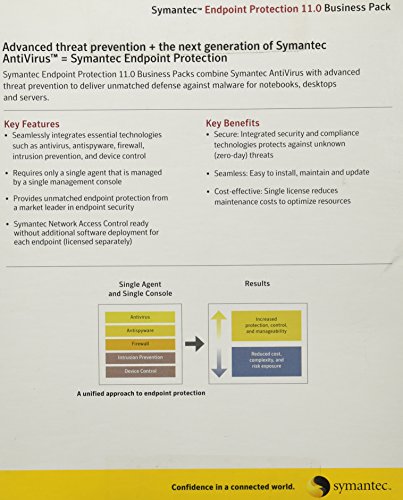 Symantec™ Endpoint Protection 11.0 Business Pack
Advanced threat prevention + the next generation of Symantec
AntiVirus™ = Symantec Endpoint Protection
Symantec Endpoint Protection 11.0 Business Packs combine Symantec AntiVirus with advanced
threat prevention to deliver unmatched defense against malware for notebooks, desktops
and servers.
Key Features
• Seamlessly integrates essential technologies
such as antivirus, antispyware, firewall,
intrusion prevention, and device control
• Requires only a single agent that is managed
by a single management console
• Provides unmatched endpoint protection from
a market leader in endpoint security
• Symantec Network Access Control ready
without additional software deployment for
each endpoint (licensed separately)
Key Benefits
• Secure: Integrated security and compliance
technologies protects against unknown
(zero-day) threats
• Seamless: Easy to install, maintain and update
• Cost-effective: Single license reduces
maintenance costs to optimize resources
Single Agent
and Single Console
Antivirus
Antispyware
Firewall
Intrusion Prevention
Device Control
Results
Increased
protection, control,
and manageability
Reduced cost,
complexity, and
risk exposure
A unified approach to endpoint protection
Confidence in a connected world.
symantec.